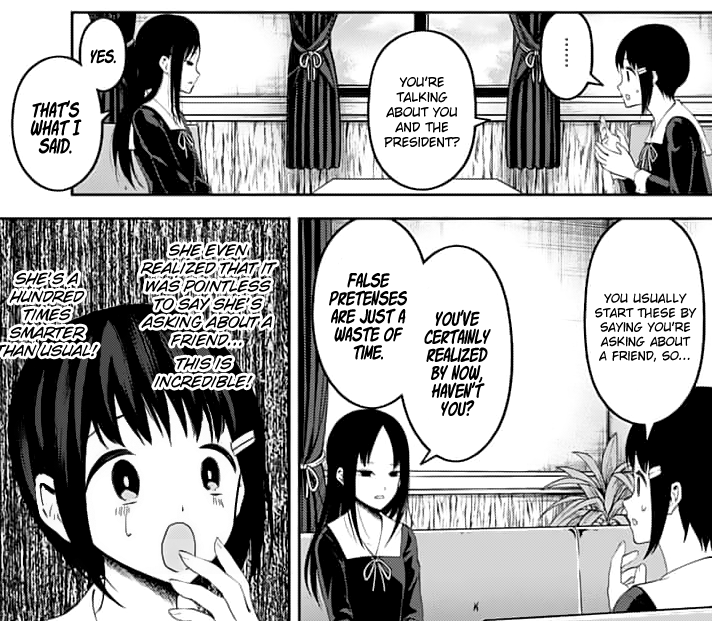 .......
YOU'RE
TALKING
ABOUT YOU
AND THE
PRESIDENT?
YES.
THAT'S
WHAT I
SAID.
YOU USUALLY
START THESE BY
SAYING YOU'RE
ASKING ABOUT
A FRIEND, SO...
YOU'VE
CERTAINLY
REALIZED
BY NOW,
HAVEN'T
YOU?
FALSE
PRETENSES
ARE JUST A
WASTE OF
TIME.
SHE EVEN
REALIZED THAT IT
WAS POINTLESS
TO SAY SHE'S
ASKING ABOUT A
FRIEND...
THIS IS
INCREDIBLE!
SHE'S A
HUNDRED
TIMES
SMARTER
THAN USUAL!